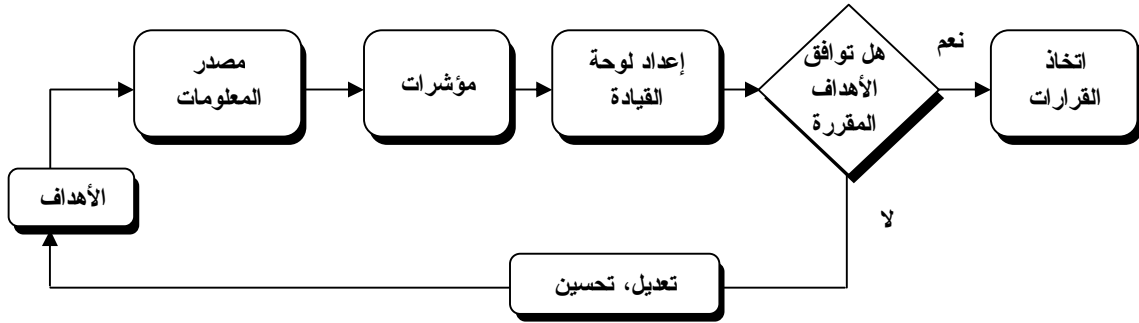 مصدر
المعلومات
مؤشرات
إعداد لوحة
القيادة
هل توافق
الأهداف
المقررة
نعم
اتخاذ
القرارات
الأهداف
لا
تعديل، تحسين